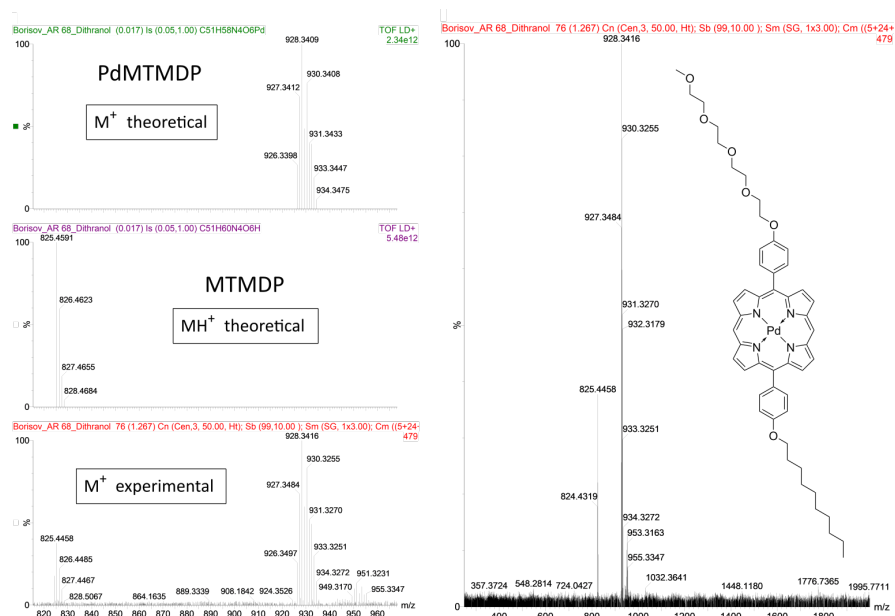 Borisov_AR 68_Dithranol (0.017) Is (0.05,1.00) C51H58N4O6Pd
TOF LD+
2.34e12
100
%
0
PdMTMDP
M+ theoretical
928.3409
930.3408
927.3412
931.3433
926.3398
933.3447
934.3475
Borisov_AR 68_Dithranol (0.017) Is (0.05,1.00) C51H60N4O6H
TOF LD+
5.48e12
100
%
0
825.4591
MTMDP
MH+ theoretical
826.4623
827.4655
828.4684
Borisov_AR 68_Dithranol 76 (1.267) Cn (Cen,3, 50.00, Ht); Sb (99,10.00 ); Sm (SG, 1x3.00); Cm ((5+24+
479
100
%
0
928.3416
930.3255
M+ experimental
927.3484
931.3270
825.4458
933.3251
826.4485
926.3497
934.3272
827.4467
949.3170
951.3231
828.5067
864.1635
889.3339
908.1842
924.3526
955.3347
820 830 840 850 860 870 880 890 900 910 920 930 940 950 960
m/z
Borisov_AR 68_Dithranol 76 (1.267) Cn (Cen,3, 50.00, Ht); Sb (99,10.00 ); Sm (SG, 1x3.00); Cm ((5+24+
479
100
%
0
928.3416
930.3255
927.3484
931.3270
932.3179
825.4458
933.3251
824.4319
934.3272
953.3163
955.3347
357.3724
548.2814
724.0427
1032.3641
1448.1180
1776.7365
1995.7711
m/z
400 600 800 1000 1200 1400 1600 1800
O
O
O
O
O
N N
Pd
N N
O